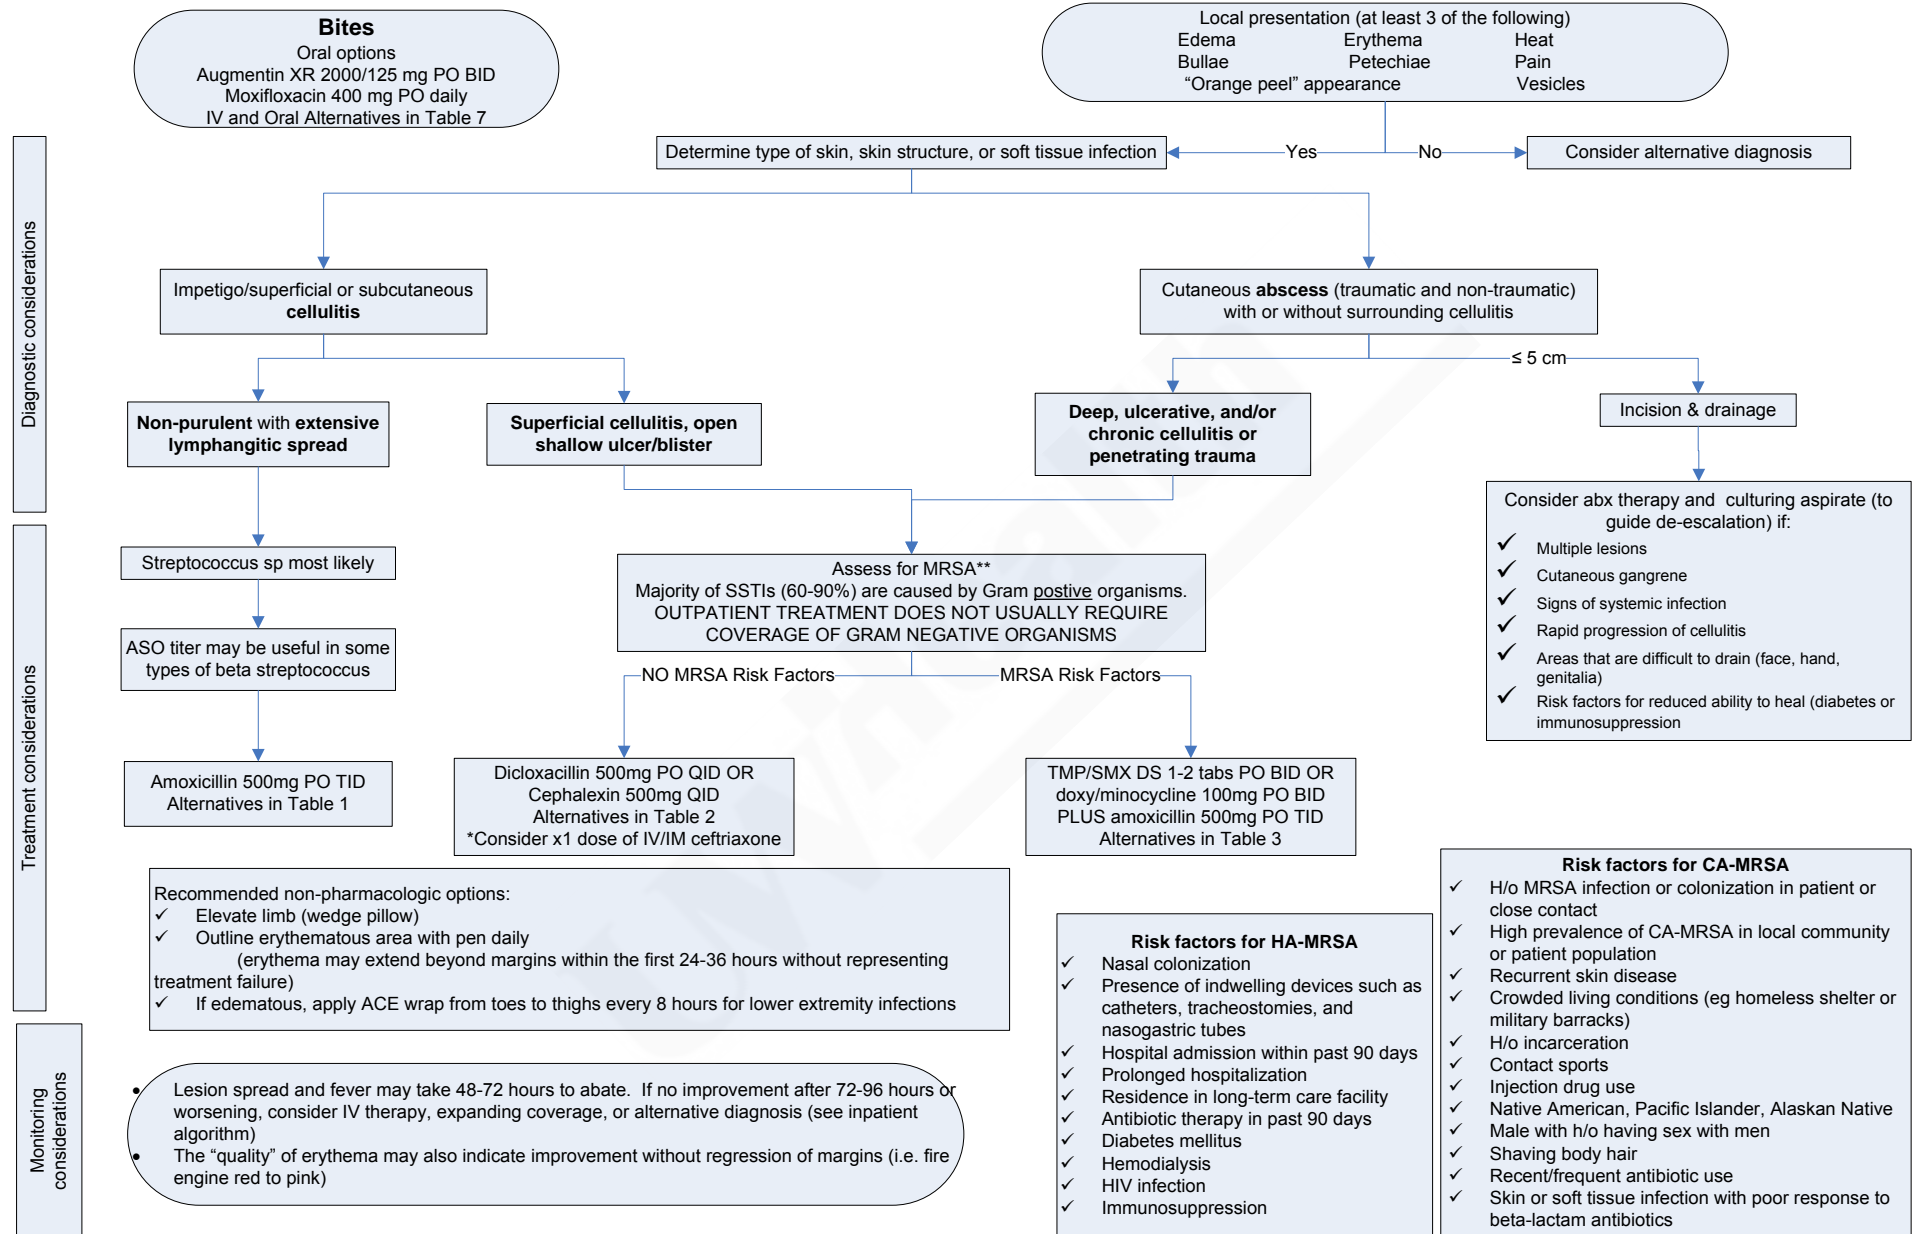 Bites
Oral options
Augmentin XR 2000/125 mg PO BID
Moxifloxacin 400 mg PO daily
IV and Oral Alternatives in Table 7
Local presentation (at least 3 of the following)
Edema Erythema Heat
Bullae Petechiae Pain
“Orange peel” appearance Vesicles
Determine type of skin, skin structure, or soft tissue infection
Yes
No
Consider alternative diagnosis
Diagnostic considerations
Impetigo/superficial or subcutaneous
cellulitis
Cutaneous abscess (traumatic and non-traumatic)
with or without surrounding cellulitis
≤ 5 cm
Non-purulent with extensive
lymphangitic spread
Superficial cellulitis, open
shallow ulcer/blister
Deep, ulcerative, and/or
chronic cellulitis or
penetrating trauma
Incision & drainage
Consider abx therapy and culturing aspirate (to
guide de-escalation) if:
✓ Multiple lesions
✓ Cutaneous gangrene
✓ Signs of systemic infection
✓ Rapid progression of cellulitis
✓ Areas that are difficult to drain (face, hand,
genitalia)
✓ Risk factors for reduced ability to heal (diabetes or
immunosuppression
Treatment considerations
Streptococcus sp most likely
ASO titer may be useful in some
types of beta streptococcus
Assess for MRSA**
Majority of SSTIs (60-90%) are caused by Gram postive organisms.
OUTPATIENT TREATMENT DOES NOT USUALLY REQUIRE
COVERAGE OF GRAM NEGATIVE ORGANISMS
NO MRSA Risk Factors
MRSA Risk Factors
Amoxicillin 500mg PO TID
Alternatives in Table 1
Dicloxacillin 500mg PO QID OR
Cephalexin 500mg QID
Alternatives in Table 2
*Consider x1 dose of IV/IM ceftriaxone
TMP/SMX DS 1-2 tabs PO BID OR
doxy/minocycline 100mg PO BID
PLUS amoxicillin 500mg PO TID
Alternatives in Table 3
Recommended non-pharmacologic options:
✓ Elevate limb (wedge pillow)
✓ Outline erythematous area with pen daily
(erythema may extend beyond margins within the first 24-36 hours without representing
treatment failure)
✓ If edematous, apply ACE wrap from toes to thighs every 8 hours for lower extremity infections
Risk factors for HA-MRSA
✓ Nasal colonization
✓ Presence of indwelling devices such as
catheters, tracheostomies, and
nasogastric tubes
✓ Hospital admission within past 90 days
✓ Prolonged hospitalization
✓ Residence in long-term care facility
✓ Antibiotic therapy in past 90 days
✓ Diabetes mellitus
✓ Hemodialysis
✓ HIV infection
✓ Immunosuppression
Risk factors for CA-MRSA
✓ H/o MRSA infection or colonization in patient or
close contact
✓ High prevalence of CA-MRSA in local community
or patient population
✓ Recurrent skin disease
✓ Crowded living conditions (eg homeless shelter or
military barracks)
✓ H/o incarceration
✓ Contact sports
✓ Injection drug use
✓ Native American, Pacific Islander, Alaskan Native
✓ Male with h/o having sex with men
✓ Shaving body hair
✓ Recent/frequent antibiotic use
✓ Skin or soft tissue infection with poor response to
beta-lactam antibiotics
Monitoring
considerations
• Lesion spread and fever may take 48-72 hours to abate. If no improvement after 72-96 hours or
worsening, consider IV therapy, expanding coverage, or alternative diagnosis (see inpatient
algorithm)
• The “quality” of erythema may also indicate improvement without regression of margins (i.e. fire
engine red to pink)
UWHealth